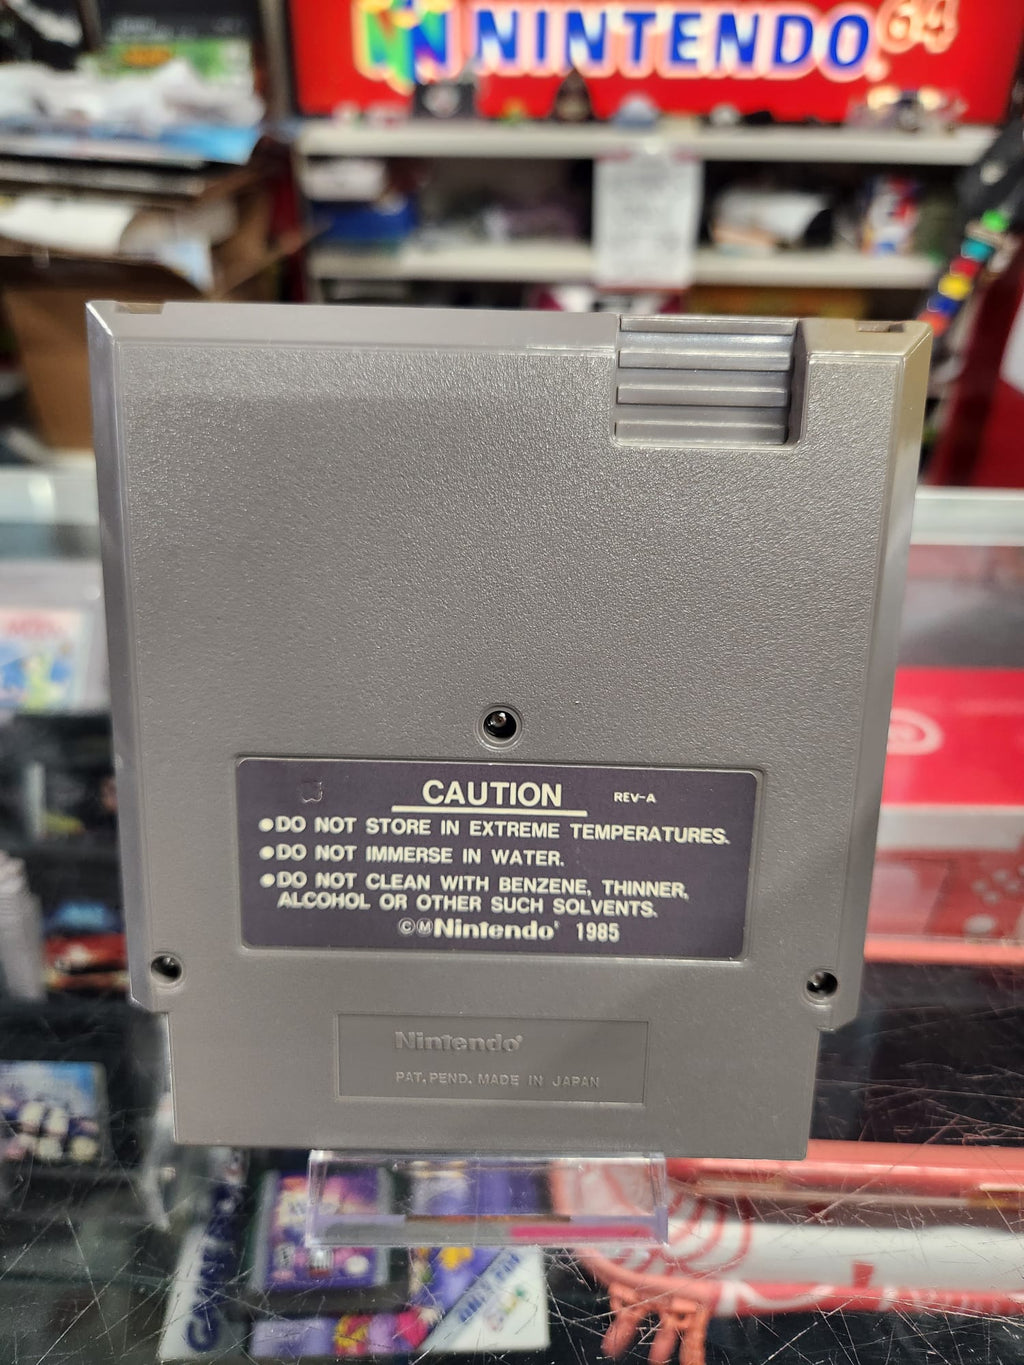 NINTENDO 64
CAUTION REV-A
•DO NOT STORE IN EXTREME TEMPERATURES.
•DO NOT IMMERSE IN WATER.
•DO NOT CLEAN WITH BENZENE, THINNER,
ALCOHOL OR OTHER SUCH SOLVENTS.
©ⓂNintendo® 1985
Nintendo®
PAT. PEND. MADE IN JAPAN